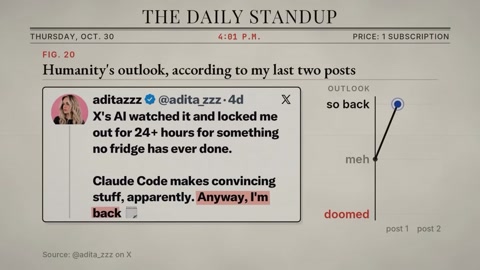 THE DAILY STANDUP
THURSDAY, OCT. 30
4:01 P.M.
PRICE: 1 SUBSCRIPTION
FIG. 20
Humanity's outlook, according to my last two posts
aditazzz @adita_zzz · 4d
X's AI watched it and locked me
out for 24+ hours for something
no fridge has ever done.
Claude Code makes convincing
stuff, apparently. Anyway, I'm
back
OUTLOOK
so back
meh
doomed
post 1
post 2
Source: @adita_zzz on X